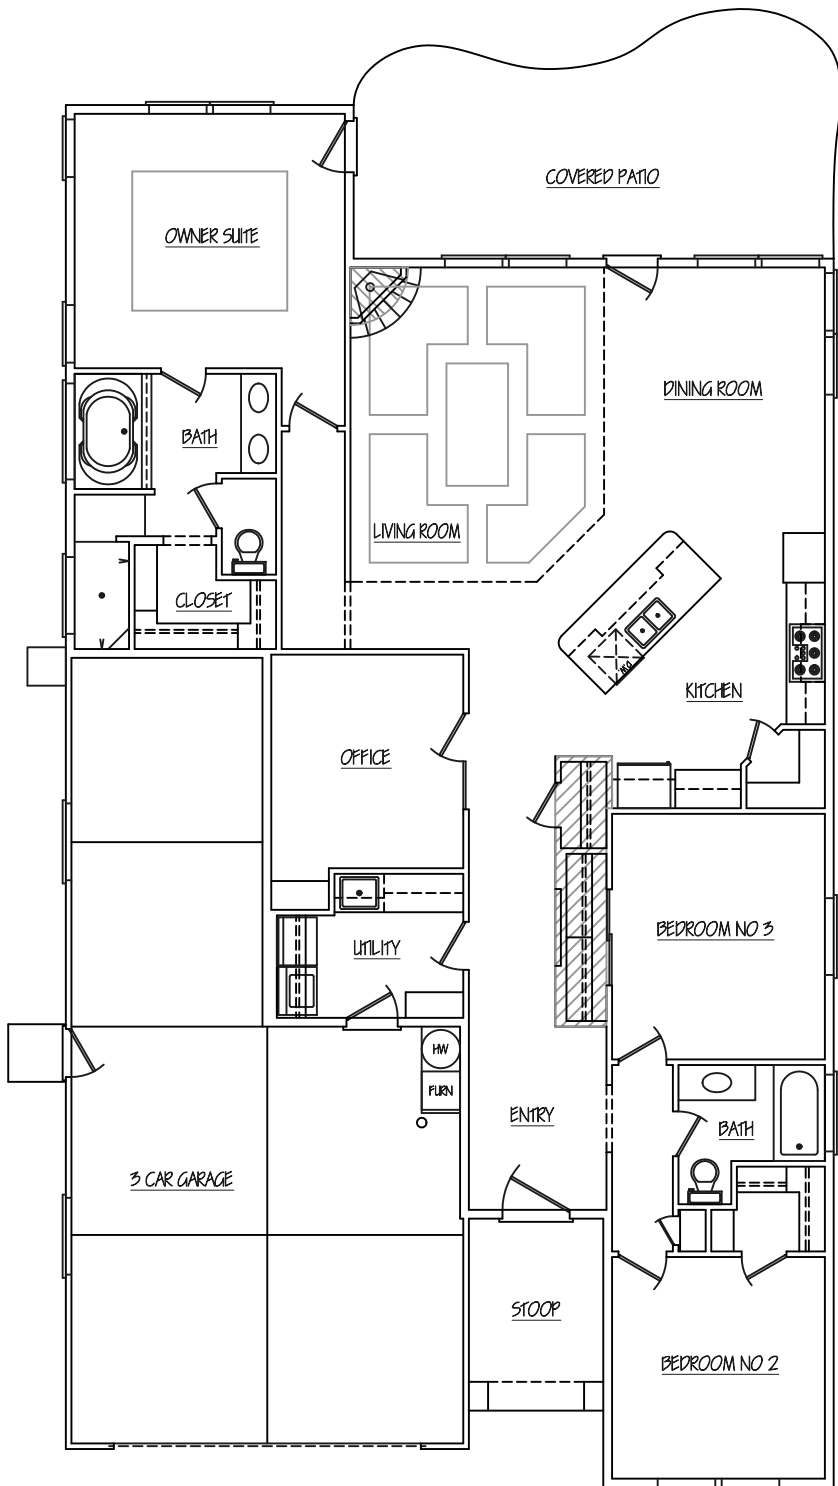 COVERED PATIO
OWNER SUITE
DINING ROOM
BATH
LIVING ROOM
CLOSET
KITCHEN
OFFICE
BEDROOM NO 3
UTILITY
HW
FURN
ENTRY
BATH
3 CAR GARAGE
STOOP
BEDROOM NO 2